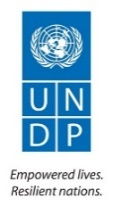 U N
D P
Empowered lives.
Resilient nations.